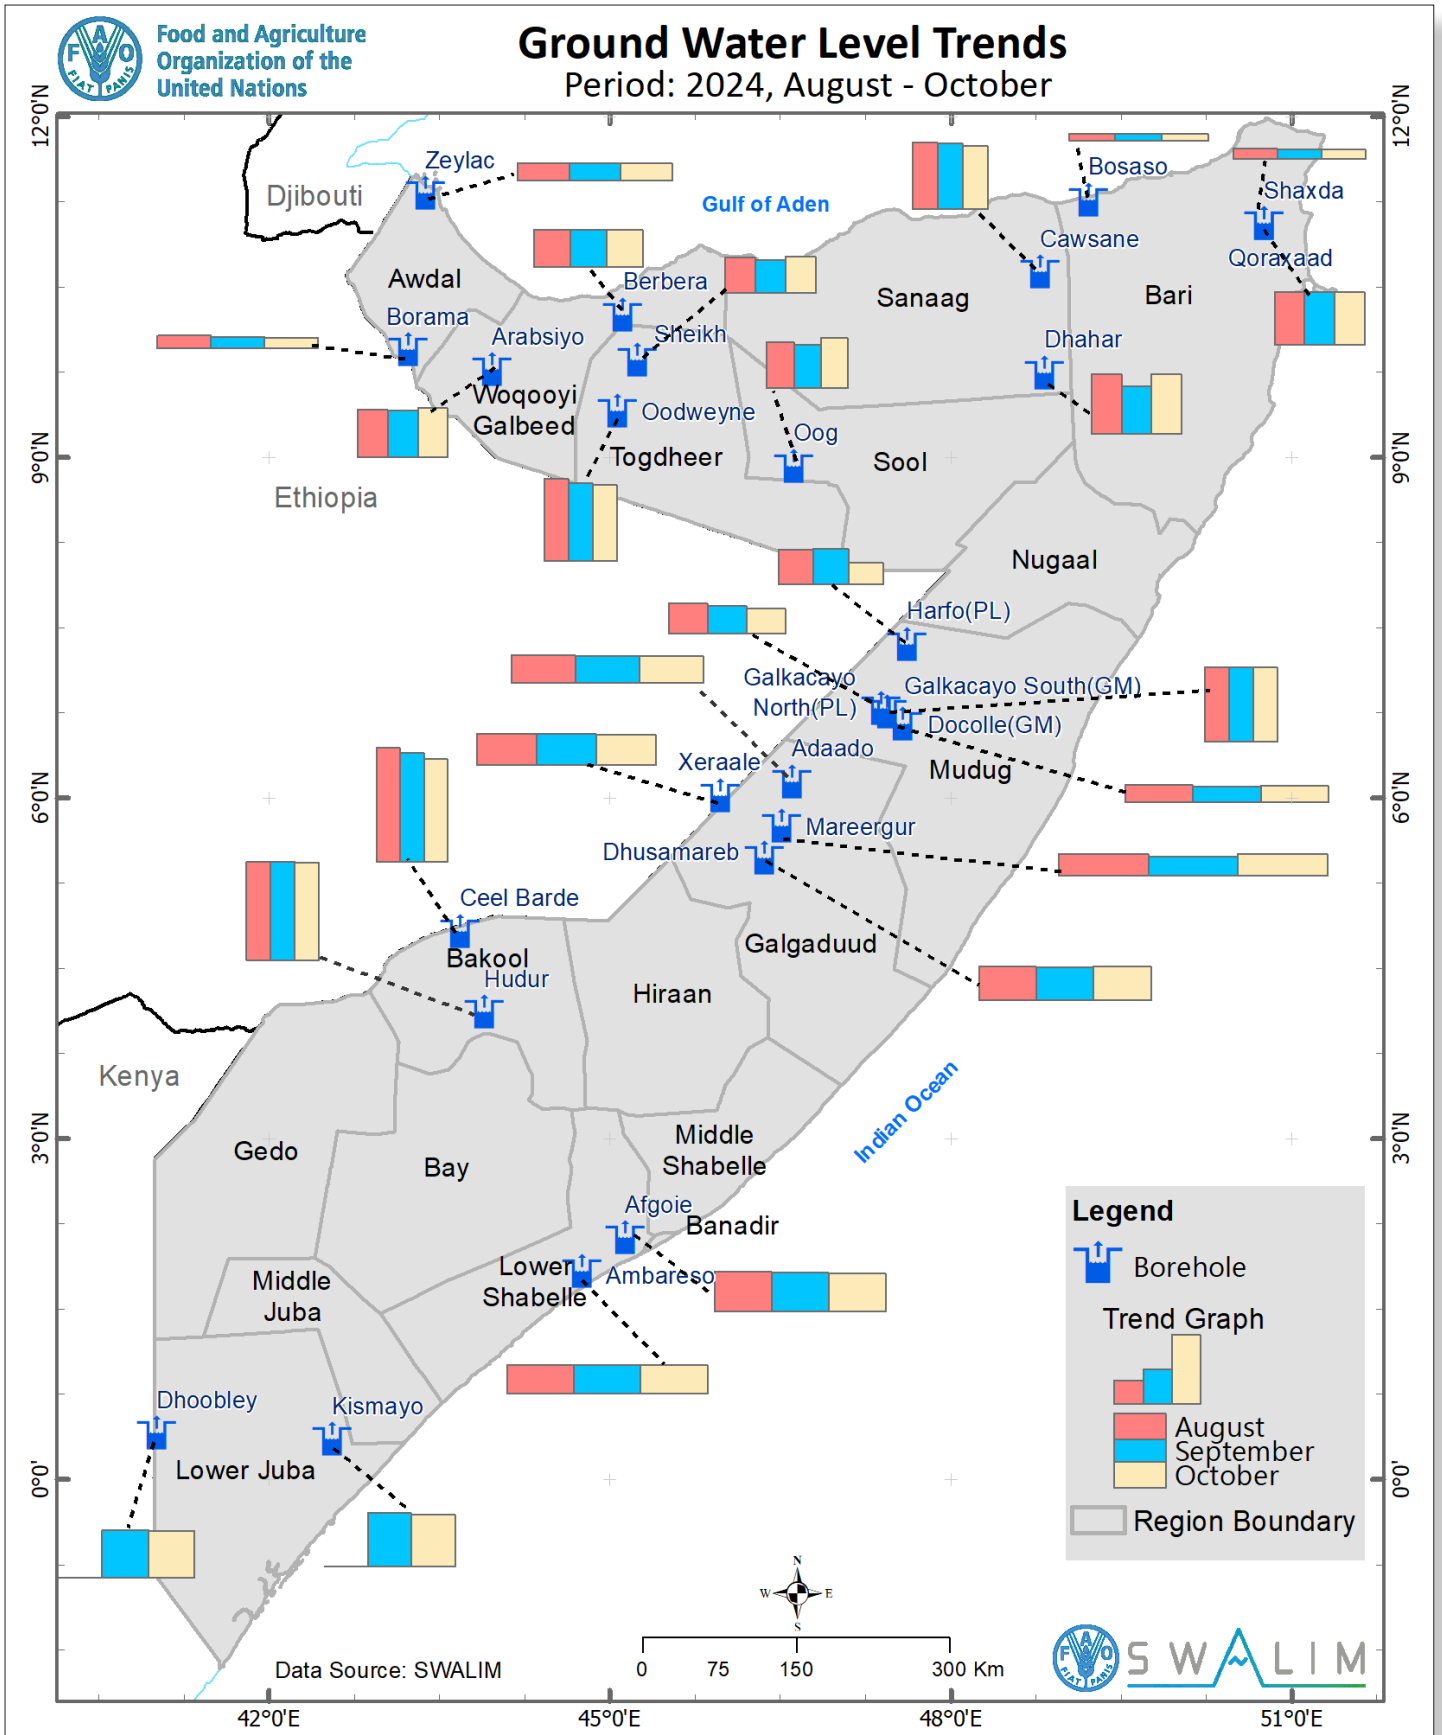 Food and Agriculture
Organization of the
United Nations
F A O
FIAT PANIS
Ground Water Level Trends
Period: 2024, August - October
12°0'N
12°0'N
Zeylac
Bosaso
Djibouti
Shaxda
Gulf of Aden
Cawsane
Qoraxaad
Awdal
Berbera
Sanaag
Bari
Borama
Arabsiyo
Sheikh
Dhahar
Woqooyi
Galbeed
Oodweyne
Oog
9°0'N
Togdheer
Sool
9°0'N
Ethiopia
Nugaal
Harfo(PL)
Galkacayo
North(PL)
Galkacayo South(GM)
Docolle(GM)
Adaado
Xeraale
Mudug
6°0'N
6°0'N
Mareergur
Dhusamareb
Ceel Barde
Galgaduud
Bakool
Hudur
Hiraan
Kenya
Indian Ocean
3°0'N
3°0'N
Gedo
Bay
Middle
Shabelle
Afgoie
Banadir
Lower
Shabelle
Ambareso
Middle
Juba
Dhoobley
Kismayo
Lower Juba
0°0'
0°0'
Legend
Borehole
Trend Graph
August
September
October
Region Boundary
N
W E
S
Data Source: SWALIM
0 75 150 300 Km
F A O
FIAT PANIS
SWALIM
42°0'E 45°0'E 48°0'E 51°0'E